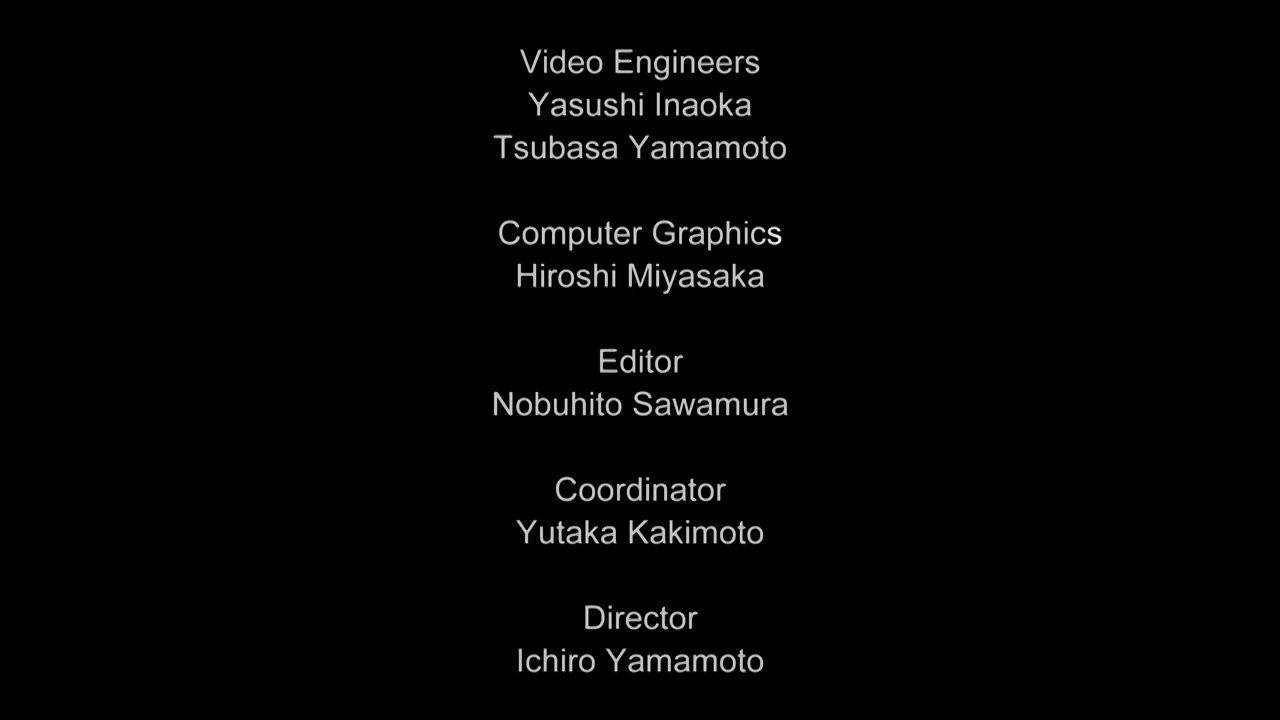 Video Engineers
Yasushi Inaoka
Tsubasa Yamamoto
Computer Graphics
Hiroshi Miyasaka
Editor
Nobuhito Sawamura
Coordinator
Yutaka Kakimoto
Director
Ichiro Yamamoto